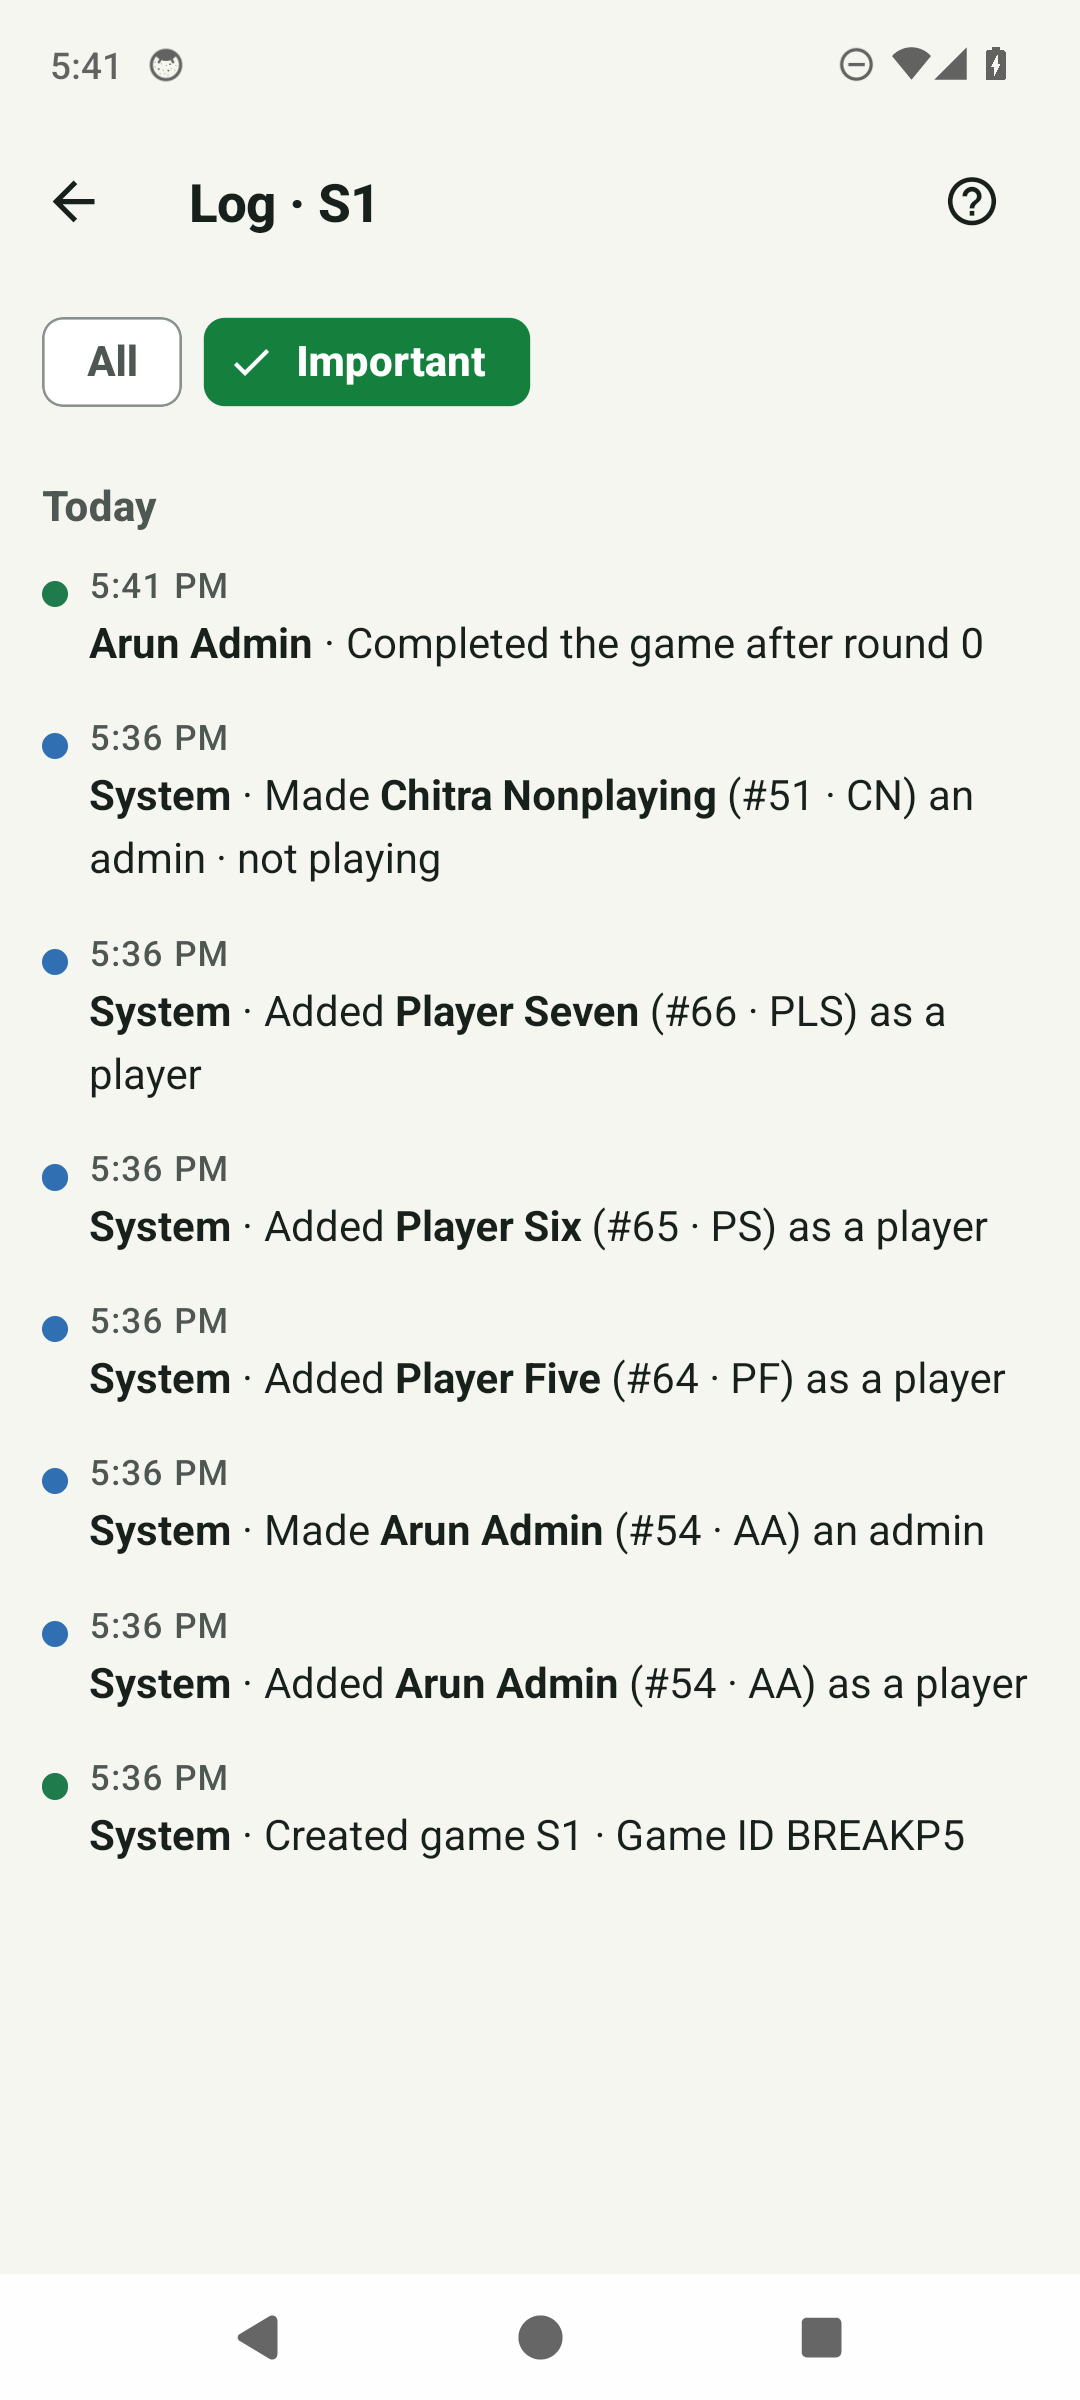 5:41
Log · S1
All
Important
Today
5:41 PM
Arun Admin · Completed the game after round 0
5:36 PM
System · Made Chitra Nonplaying (#51 · CN) an
admin · not playing
5:36 PM
System · Added Player Seven (#66 · PLS) as a
player
5:36 PM
System · Added Player Six (#65 · PS) as a player
5:36 PM
System · Added Player Five (#64 · PF) as a player
5:36 PM
System · Made Arun Admin (#54 · AA) an admin
5:36 PM
System · Added Arun Admin (#54 · AA) as a player
5:36 PM
System · Created game S1 · Game ID BREAKP5